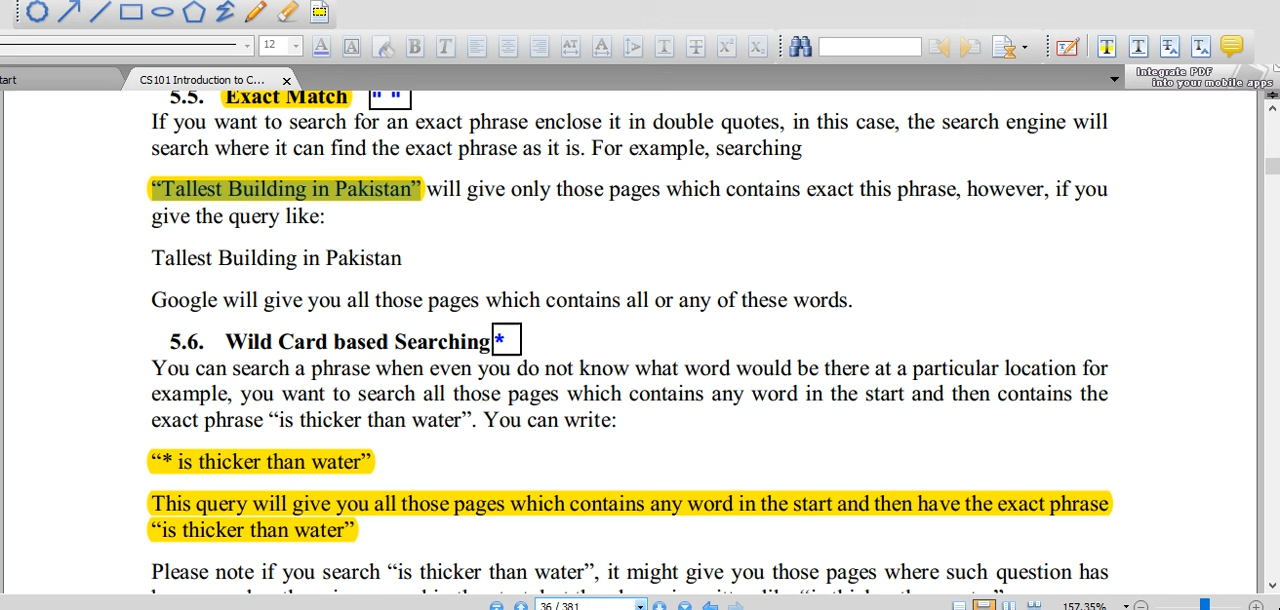 12
B T
tart
CS101 Introduction to C...
Integrate PDF
into your mobile apps
5.5. Exact Match " "
If you want to search for an exact phrase enclose it in double quotes, in this case, the search engine will
search where it can find the exact phrase as it is. For example, searching
“Tallest Building in Pakistan” will give only those pages which contains exact this phrase, however, if you
give the query like:
Tallest Building in Pakistan
Google will give you all those pages which contains all or any of these words.
5.6. Wild Card based Searching *
You can search a phrase when even you do not know what word would be there at a particular location for
example, you want to search all those pages which contains any word in the start and then contains the
exact phrase “is thicker than water”. You can write:
“* is thicker than water”
This query will give you all those pages which contains any word in the start and then have the exact phrase
“is thicker than water”
Please note if you search “is thicker than water”, it might give you those pages where such question has
36 / 381
157.35%